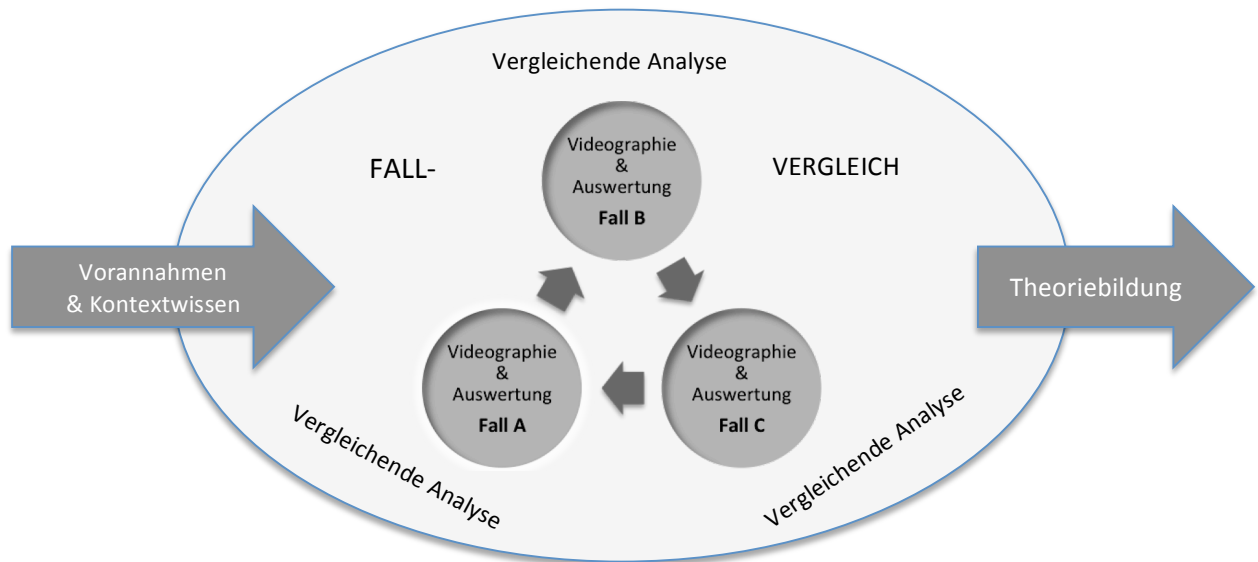 Vergleichende Analyse
FALL-
VERGLEICH
Videographie
&
Auswertung
Fall B
Vorannahmen
& Kontextwissen
Theoriebildung
Videographie
&
Auswertung
Fall A
Videographie
&
Auswertung
Fall C
Vergleichende Analyse
Vergleichende Analyse